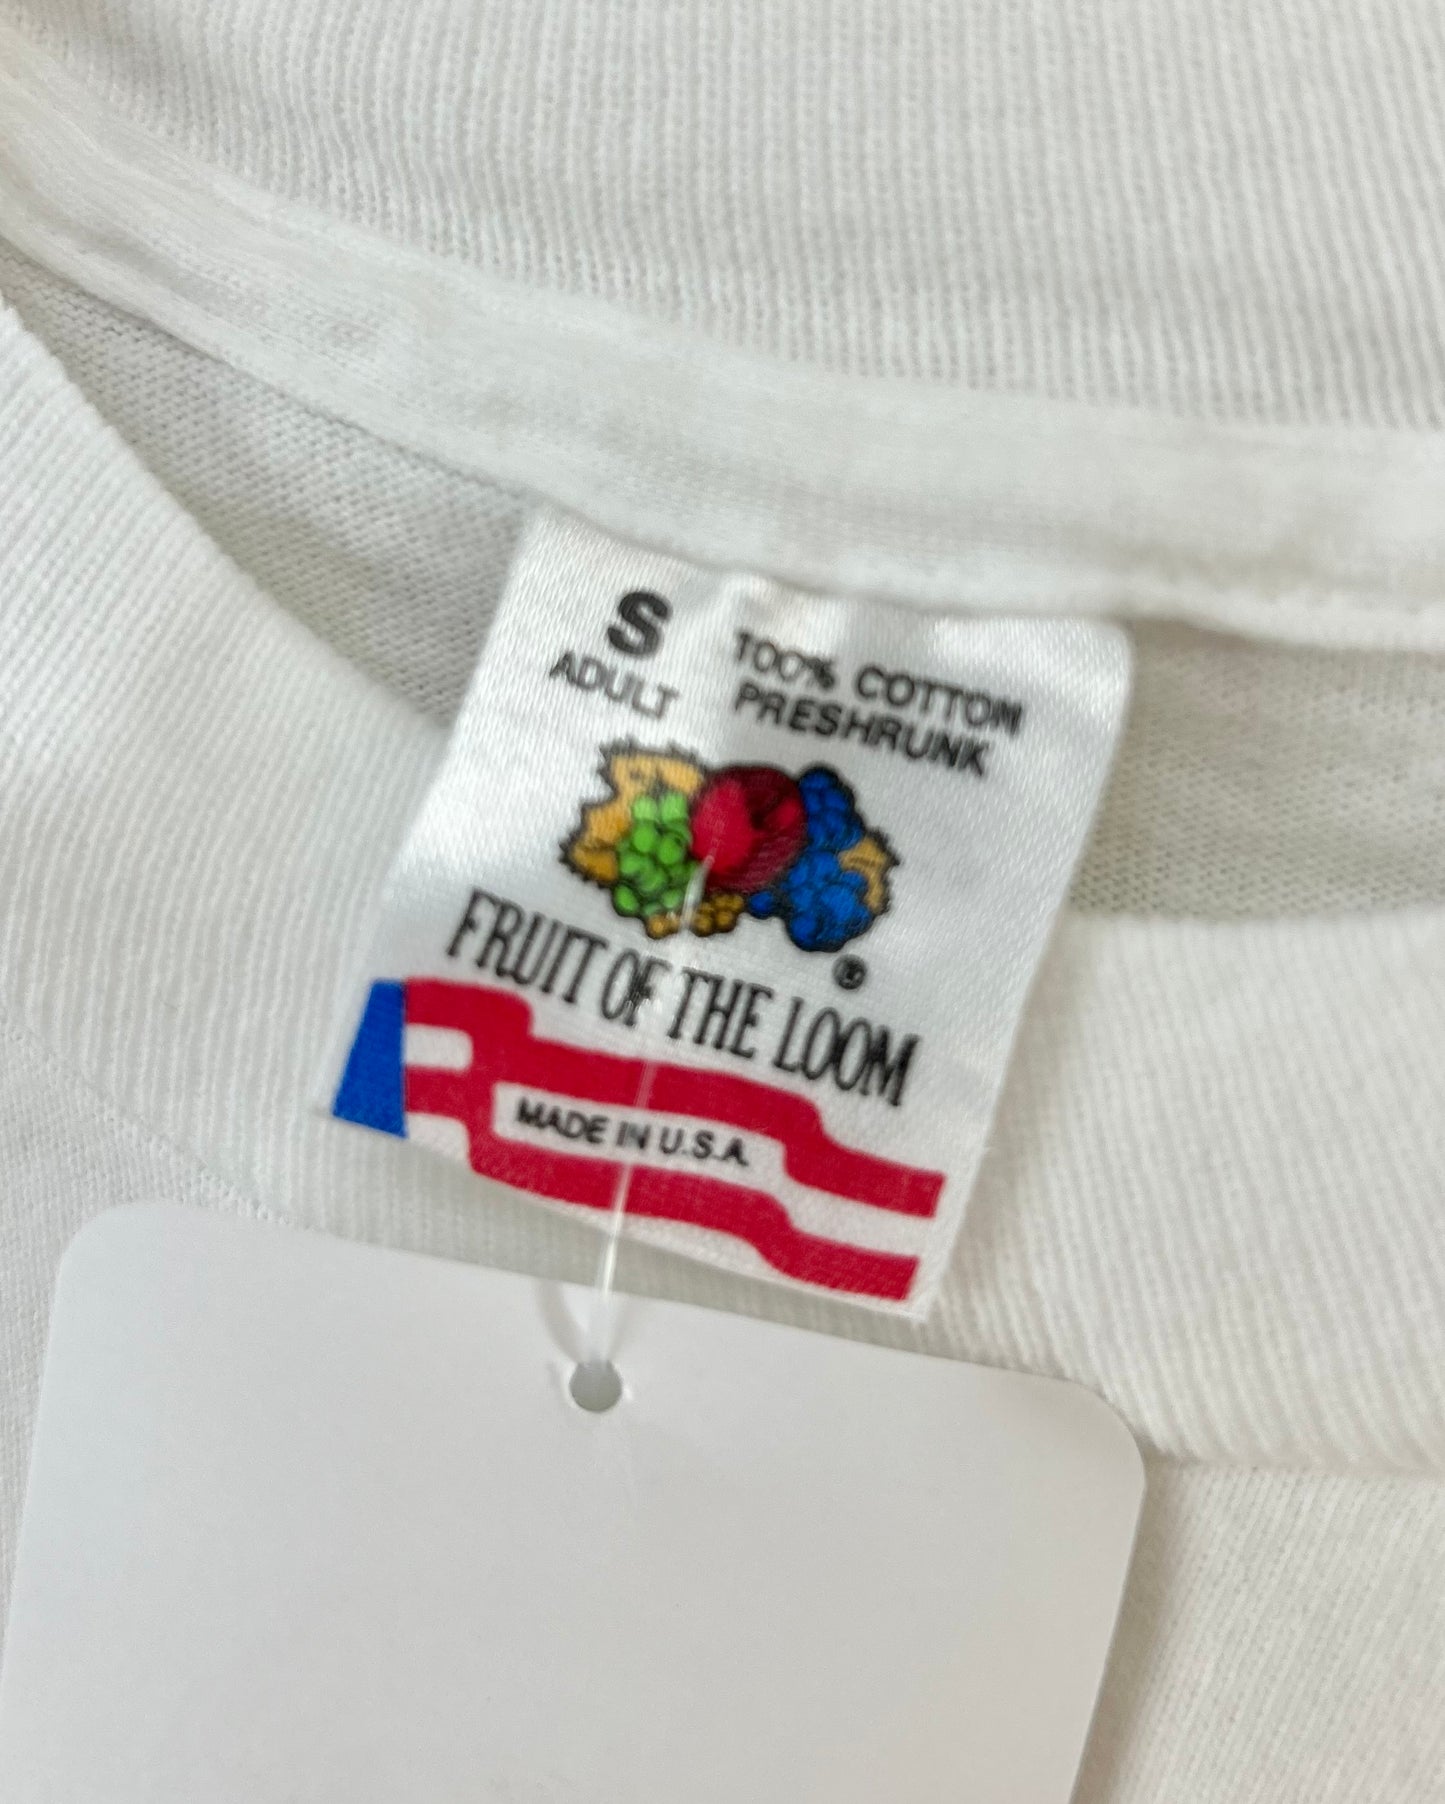 S
ADULT
100% COTTON
PRESHRUNK
FRUIT OF THE LOOM
®
MADE IN U.S.A.